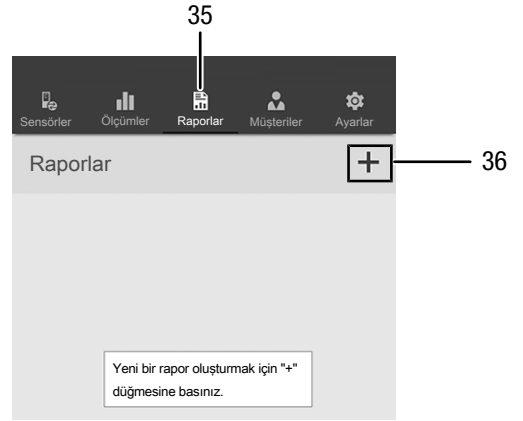 35
Sensörler Ölçümler Raporlar Müşteriler Ayarlar
Raporlar +
36
Yeni bir rapor oluşturmak için "+"
düğmesine basınız.